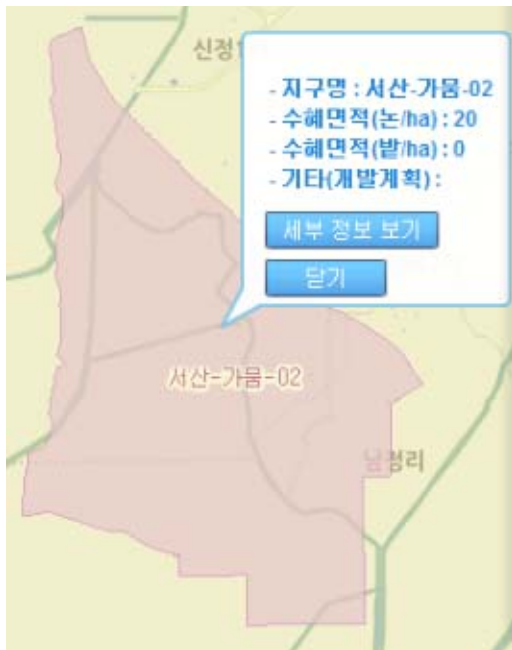 신정1
- 지구명 : 서산-가뭄-02
- 수혜면적(논/ha) : 20
- 수혜면적(밭/ha) : 0
- 기타(개발계획) :
세부 정보 보기
닫기
서산-가뭄-02
남정리